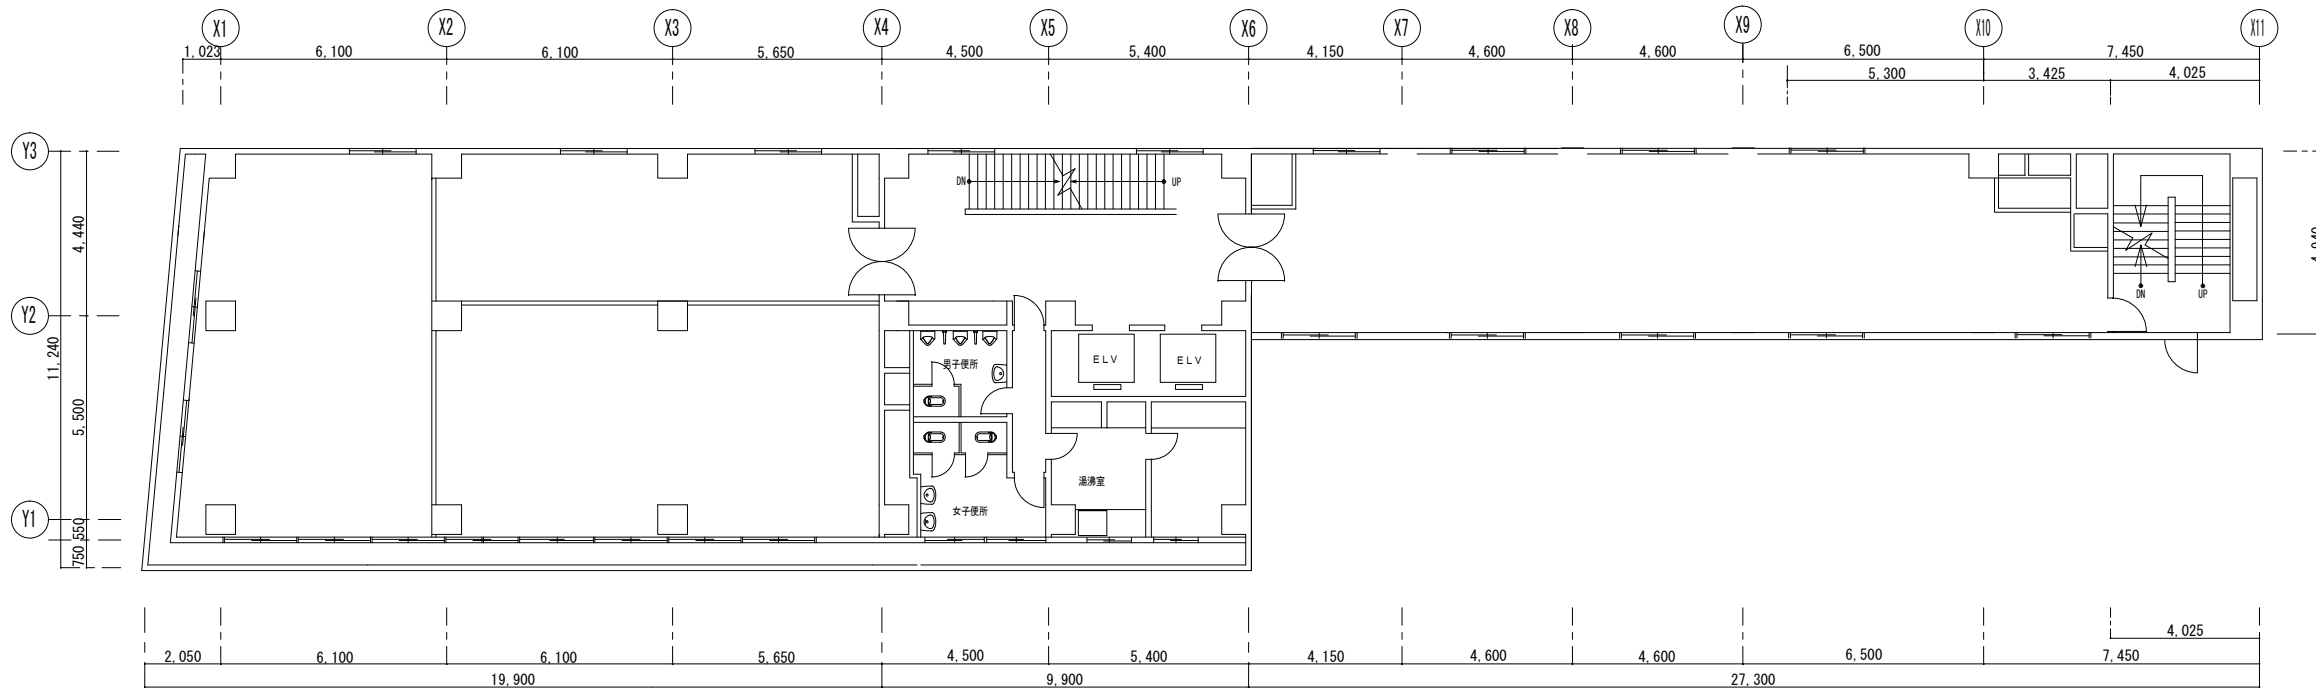 X1 X2 X3 X4 X5 X6 X7 X8 X9 X10 X11
1,023 6,100 6,100 5,650 4,500 5,400 4,150 4,600 4,600 6,500 7,450
5,300 3,425 4,025
Y3
DN UP
4,440
DN UP
Y2
11,240
ELV ELV
男子便所
5,500
湯沸室
女子便所
Y1
550
750
4,025
2,050 6,100 6,100 5,650 4,500 5,400 4,150 4,600 4,600 6,500 7,450
19,900 9,900 27,300